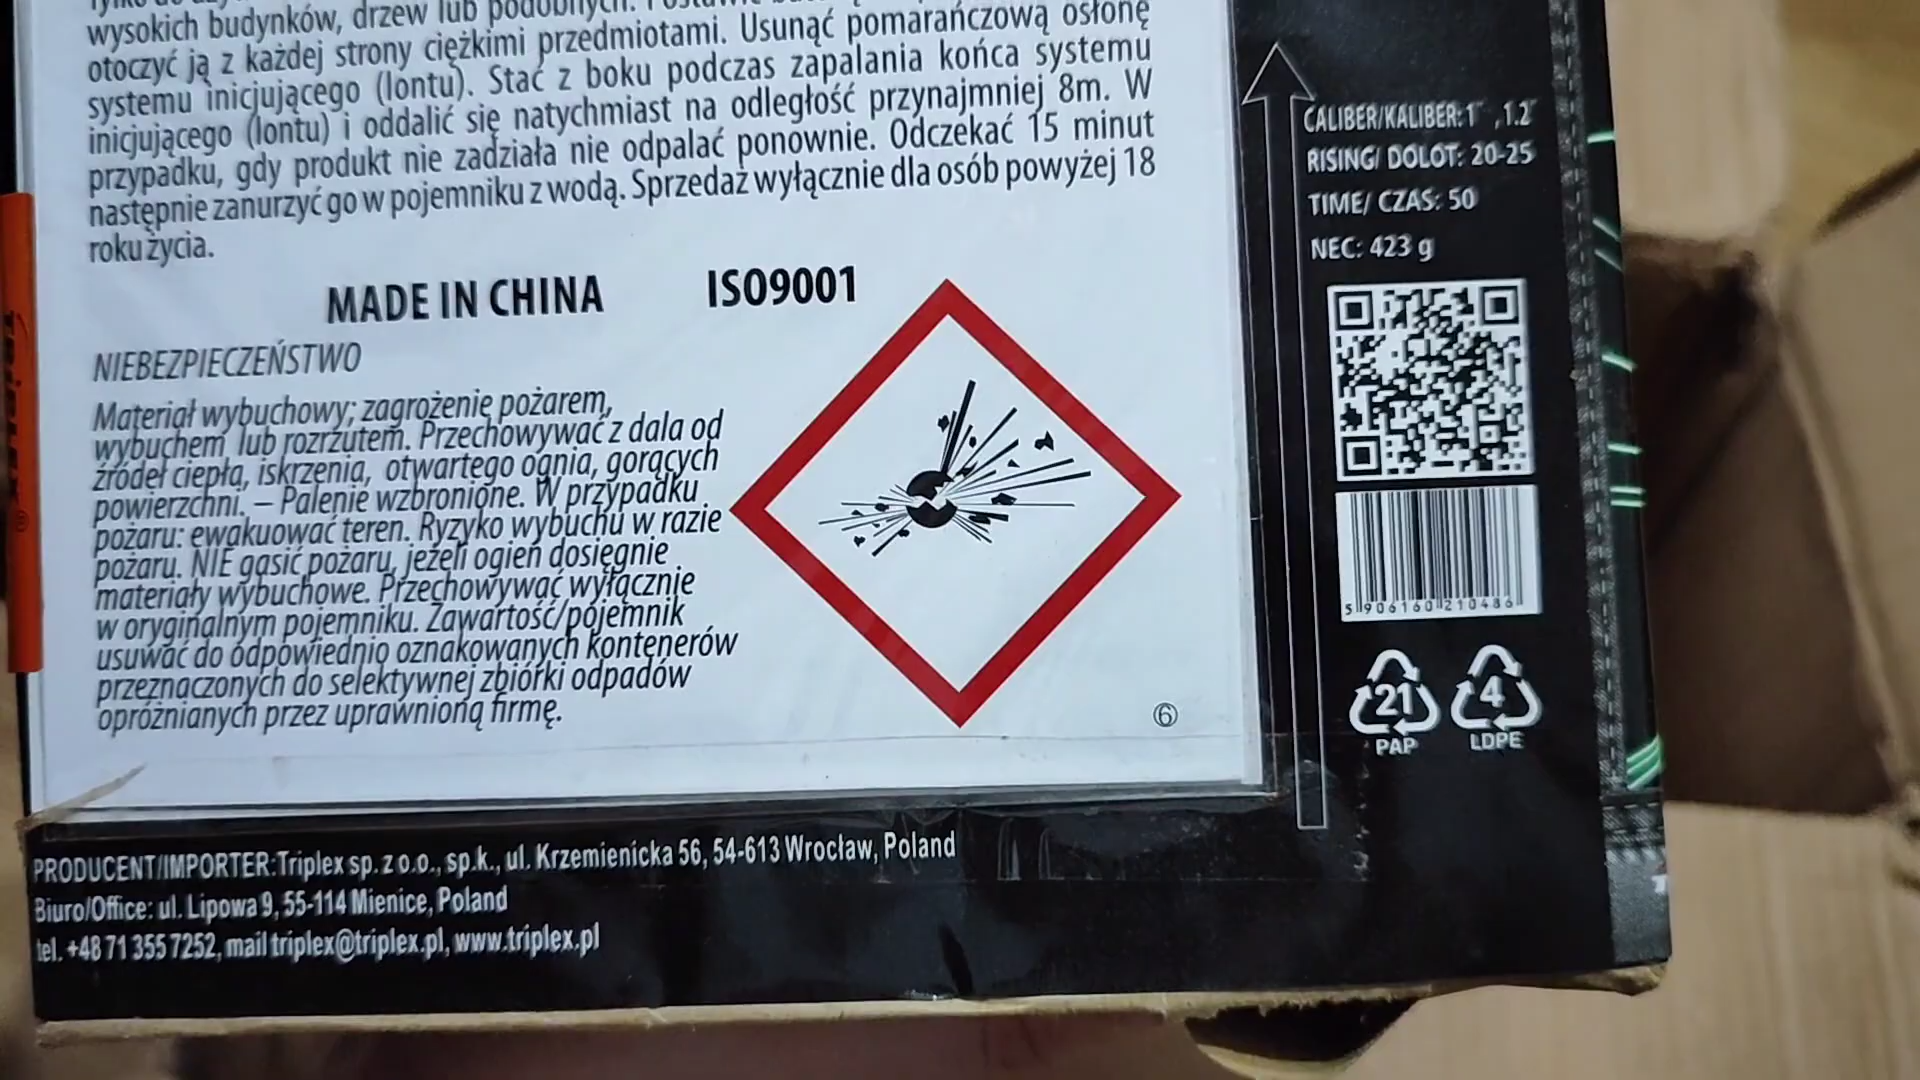 wysokich budynków, drzew lub podobnych.
otoczyć ją z każdej strony ciężkimi przedmiotami. Usunąć pomarańczową osłonę
systemu inicjującego (lontu). Stać z boku podczas zapalania końca systemu
inicjującego (lontu) i oddalić się natychmiast na odległość przynajmniej 8m. W
przypadku, gdy produkt nie zadziała nie odpalać ponownie. Odczekać 15 minut
następnie zanurzyć go w pojemniku z wodą. Sprzedaż wyłącznie dla osób powyżej 18
roku życia.
MADE IN CHINA ISO9001
NIEBEZPIECZEŃSTWO
Materiał wybuchowy; zagrożenie pożarem,
wybuchem lub rozrzutem. Przechowywać z dala od
źródeł ciepła, iskrzenia, otwartego ognia, gorących
powierzchni. – Palenie wzbronione. W przypadku
pożaru: ewakuować teren. Ryzyko wybuchu w razie
pożaru. NIE gasić pożaru, jeżeli ogień dosięgnie
materiały wybuchowe. Przechowywać wyłącznie
w oryginalnym pojemniku. Zawartość/pojemnik
usuwać do odpowiednio oznakowanych kontenerów
przeznaczonych do selektywnej zbiórki odpadów
opróżnianych przez uprawnioną firmę.
⑥
CALIBER/KALIBER: 1" , 1.2"
RISING/ DOLOT: 20-25
TIME/ CZAS: 50
NEC: 423 g
5 906160 210486
21 PAP
4 LDPE
PRODUCENT/IMPORTER: Triplex sp. z o.o., sp.k., ul. Krzemienicka 56, 54-613 Wrocław, Poland
Biuro/Office: ul. Lipowa 9, 55-114 Mienice, Poland
tel. +48 71 355 7252, mail triplex@triplex.pl, www.triplex.pl